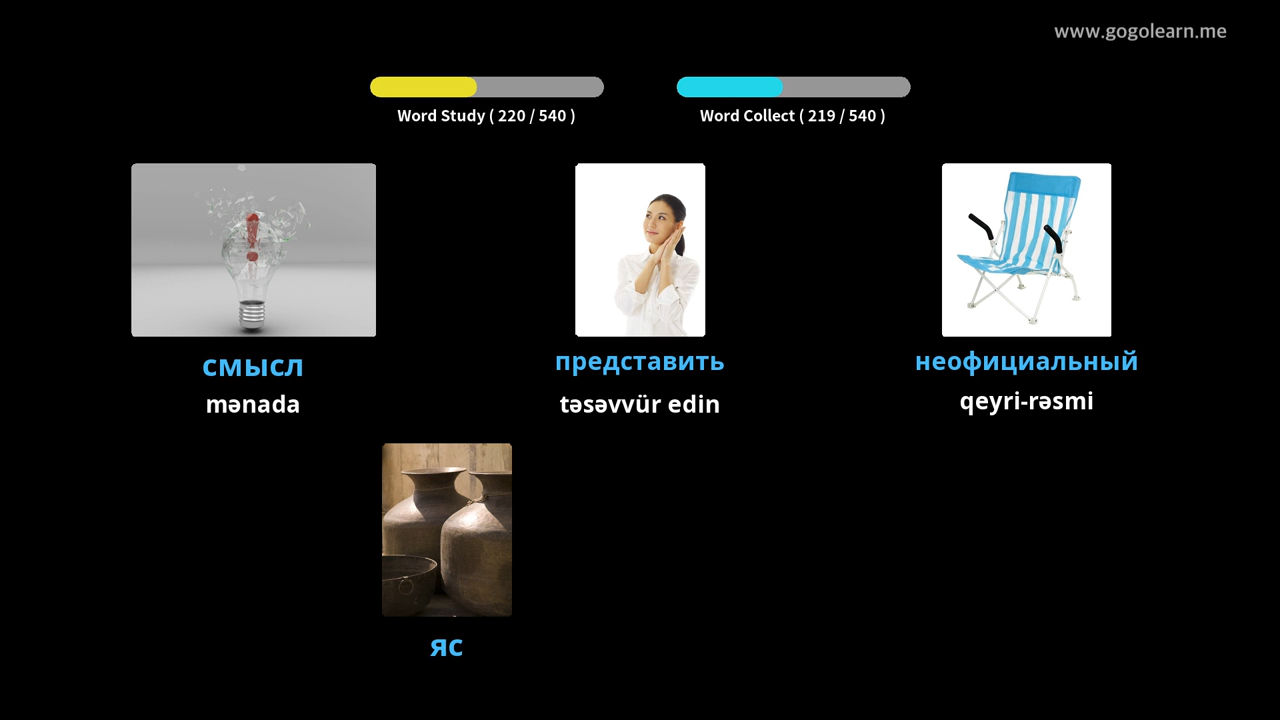 www.gogolearn.me
Word Study ( 220 / 540 )
Word Collect ( 219 / 540 )
смысл
представить
неофициальный
mənada
təsəvvür edin
qeyri-rəsmi
яс